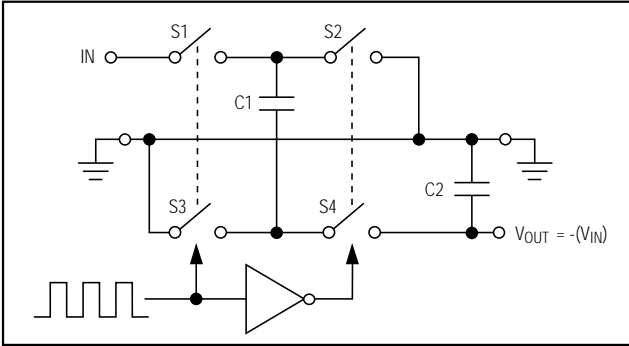 S1
S2
IN
C1
C2
S3
S4
VOUT = -(VIN)